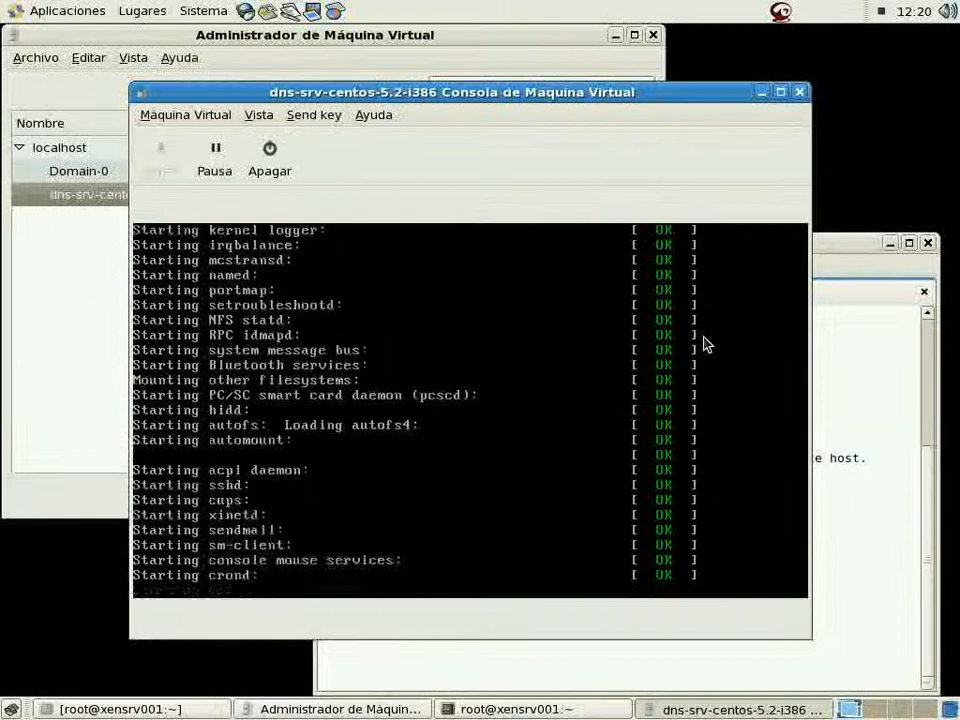 Aplicaciones Lugares Sistema 12:20
Administrador de Máquina Virtual
Archivo Editar Vista Ayuda
Nombre
localhost
Domain-0
dns-srv-cento
dns-srv-centos-5.2-i386 Consola de Maquina Virtual
Máquina Virtual Vista Send key Ayuda
Pausa Apagar
Starting kernel logger: [ OK ]
Starting irqbalance: [ OK ]
Starting mcstransd: [ OK ]
Starting named: [ OK ]
Starting portmap: [ OK ]
Starting setroubleshootd: [ OK ]
Starting NFS statd: [ OK ]
Starting RPC idmapd: [ OK ]
Starting system message bus: [ OK ]
Starting Bluetooth services: [ OK ]
Mounting other filesystems: [ OK ]
Starting PC/SC smart card daemon (pcscd): [ OK ]
Starting hidd: [ OK ]
Starting autofs: Loading autofs4: [ OK ]
Starting automount: [ OK ]
[ OK ]
Starting acpi daemon: [ OK ]
Starting sshd: [ OK ]
Starting cups: [ OK ]
Starting xinetd: [ OK ]
Starting sendmail: [ OK ]
Starting sm-client: [ OK ]
Starting console mouse services: [ OK ]
Starting crond: [ OK ]
e host.
[root@xensrv001:~] Administrador de Máquin... root@xensrv001:~ dns-srv-centos-5.2-i386 ...